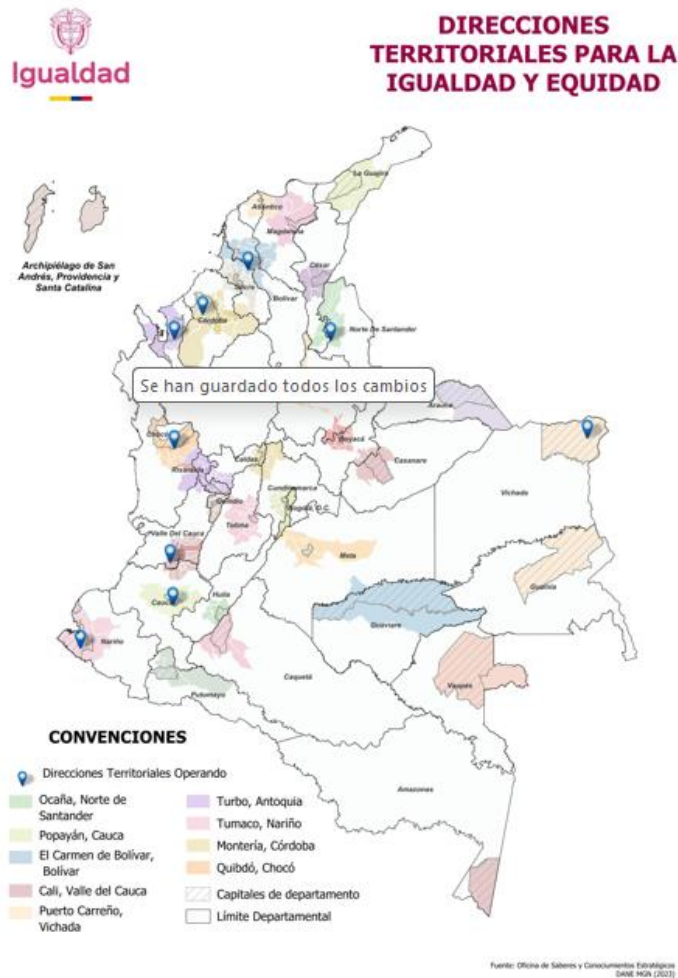 Igualdad
DIRECCIONES
TERRITORIALES PARA LA
IGUALDAD Y EQUIDAD
La Guajira
Atlántico
Magdalena
Archipiélago de San
Andrés, Providencia y
Santa Catalina
César
Sucre
Bolívar
Córdoba
Norte De Santander
Se han guardado todos los cambios
Arauca
Chocó
Boyacá
Caldas
Risaralda
Casanare
Cundinamarca
Vichada
Quindío
Bogotá, D.C.
Tolima
Valle Del Cauca
Meta
Guainía
Cauca
Huila
Guaviare
Nariño
Caquetá
Vaupés
Putumayo
Amazonas
CONVENCIONES
Direcciones Territoriales Operando
Ocaña, Norte de
Santander
Popayán, Cauca
El Carmen de Bolívar,
Bolívar
Cali, Valle del Cauca
Puerto Carreño,
Vichada
Turbo, Antoquia
Tumaco, Nariño
Montería, Córdoba
Quibdó, Chocó
Capitales de departamento
Límite Departamental
Fuente: Oficina de Saberes y Conocimientos Estratégicos
DANE MGN (2023)